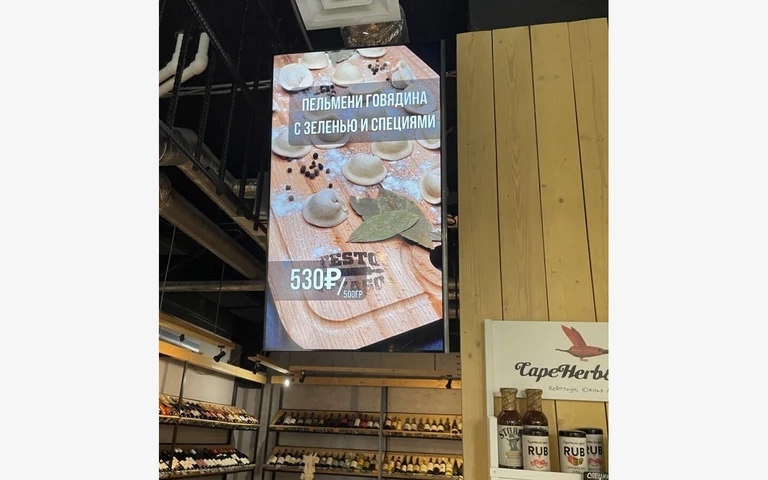 ПЕЛЬМЕНИ ГОВЯДИНА
С ЗЕЛЕНЬЮ И СПЕЦИЯМИ
530₽/500ГР
CapeHerb
RUB
RUB